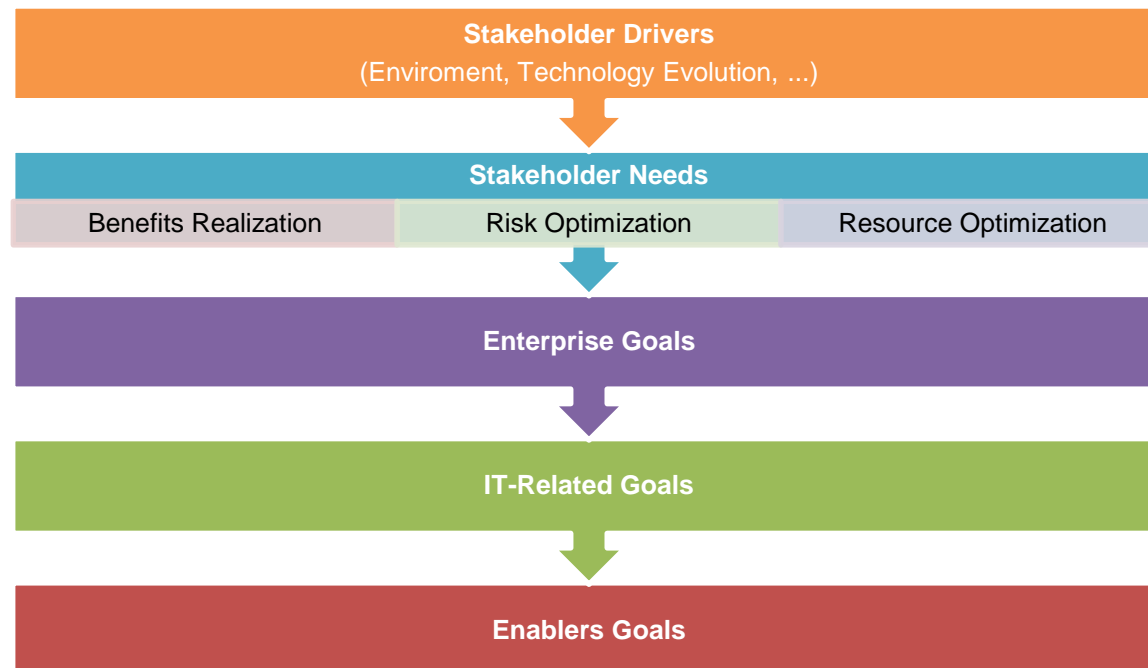 Stakeholder Drivers
(Enviroment, Technology Evolution, ...)
Stakeholder Needs
Benefits Realization
Risk Optimization
Resource Optimization
Enterprise Goals
IT-Related Goals
Enablers Goals